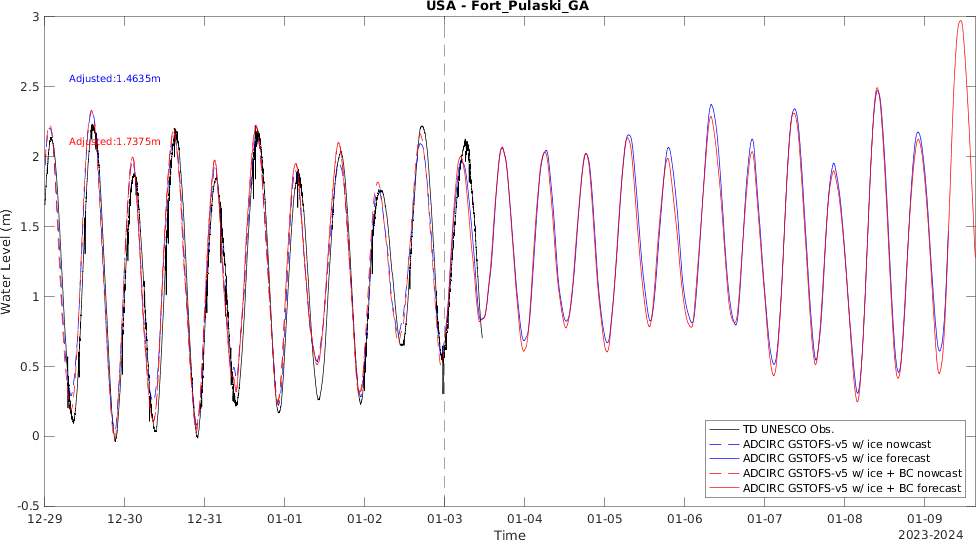 USA - Fort_Pulaski_GA
3
2.5
2
1.5
1
0.5
0
-0.5
Water Level (m)
Adjusted:1.4635m
Adjusted:1.7375m
TD UNESCO Obs.
ADCIRC GSTOFS-v5 w/ ice nowcast
ADCIRC GSTOFS-v5 w/ ice forecast
ADCIRC GSTOFS-v5 w/ ice + BC nowcast
ADCIRC GSTOFS-v5 w/ ice + BC forecast
12-29 12-30 12-31 01-01 01-02 01-03 01-04 01-05 01-06 01-07 01-08 01-09
Time
2023-2024